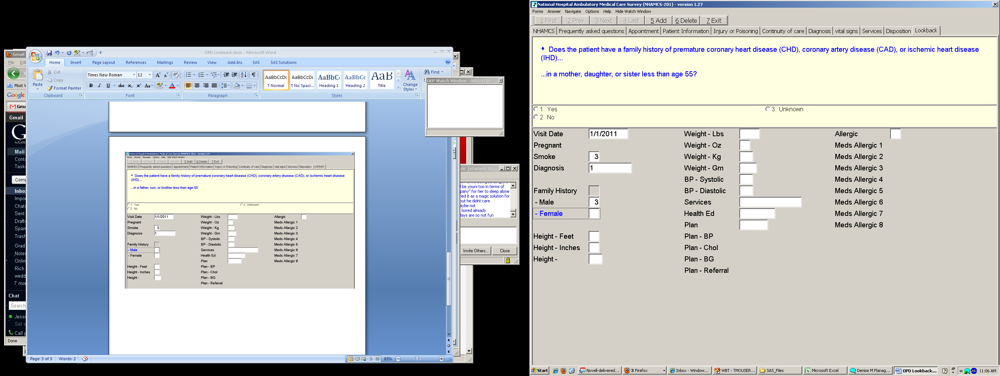 Gmail
File Edi
Most V
Google
Gma
Gmail
G
by Goo
Mail
Conta
Task
Comp
Inbo
Impor
Chats
Sent
Drafts
Spam
Trash
Grad
Notes
Onlin
Rich
wedd
7 mor
Chat
Search
Jessi
Set s
Call p
Done
OPD Lookback.docx - Microsoft Word
Home Insert Page Layout References Mailings Review View Add-Ins SAS SAS Solutions
Paste
Cut
Copy
Format Painter
Clipboard
Times New Roman 12
Font
Paragraph
AaBbCcDc AaBbCcDc AaBbC AaBbCc AaB
¶ Normal ¶ No Spaci... Heading 1 Heading 2 Title
Change Styles
Styles
Find
DEP Watch Window - 00020101
National Hospital Ambulatory Medical Care Survey (NHAMCS-201) - version 1.27
Forms Answer Navigate Options Help Hide Watch Window
1 First 2 Prev 3 Next 4 Last 5 Add 6 Delete 7 Exit
NHAMCS Frequently asked questions Appointment Patient Information Injury or Poisoning Continuity of care Diagnosis vital signs Services Disposition Lookback
Does the patient have a family history of premature coronary heart disease (CHD), coronary artery disease (CAD), or ischemic heart disease
(IHD)...
...in a father, son, or brother less than age 55
1. Yes 3. Unknown
2. No
Visit Date 1/1/2011 Weight - Lbs Allergic
Pregnant Weight - Oz Meds Allergic 1
Smoke 3 Weight - Kg Meds Allergic 2
Diagnosis 1 Weight - Gm Meds Allergic 3
BP - Systolic Meds Allergic 4
Family History BP - Diastolic Meds Allergic 5
- Male Services Meds Allergic 6
- Female Health Ed Meds Allergic 7
Plan Meds Allergic 8
Height - Feet Plan - BP
Height - Inches Plan - Chol
Height - Plan - BG
Plan - Referral
Page: 3 of 3 Words: 2 85%
yle [started: 10:...
l be yours too in terms of
pany" for her to sleep alone
ried it as a magic solution for
out he didnt care
aybe not
bored already
days are so not fun
Invite Others... Close
National Hospital Ambulatory Medical Care Survey (NHAMCS-201) - version 1.27
Forms Answer Navigate Options Help Hide Watch Window
1 First 2 Prev 3 Next 4 Last 5 Add 6 Delete 7 Exit
NHAMCS Frequently asked questions Appointment Patient Information Injury or Poisoning Continuity of care Diagnosis vital signs Services Disposition Lookback
Does the patient have a family history of premature coronary heart disease (CHD), coronary artery disease (CAD), or ischemic heart disease
(IHD)...
...in a mother, daughter, or sister less than age 55?
1. Yes 3. Unknown
2. No
Visit Date 1/1/2011 Weight - Lbs Allergic
Pregnant Weight - Oz Meds Allergic 1
Smoke 3 Weight - Kg Meds Allergic 2
Diagnosis 1 Weight - Gm Meds Allergic 3
BP - Systolic Meds Allergic 4
Family History BP - Diastolic Meds Allergic 5
- Male 3 Services Meds Allergic 6
- Female Health Ed Meds Allergic 7
Plan Meds Allergic 8
Height - Feet Plan - BP
Height - Inches Plan - Chol
Height - Plan - BG
Plan - Referral
Start Novell-delivered... 3 Firefox Inbox - Window... WBT - TMOUSER... SAS_Files Microsoft Excel Denise M Flanag... OPD Lookback.... 11:06 AM